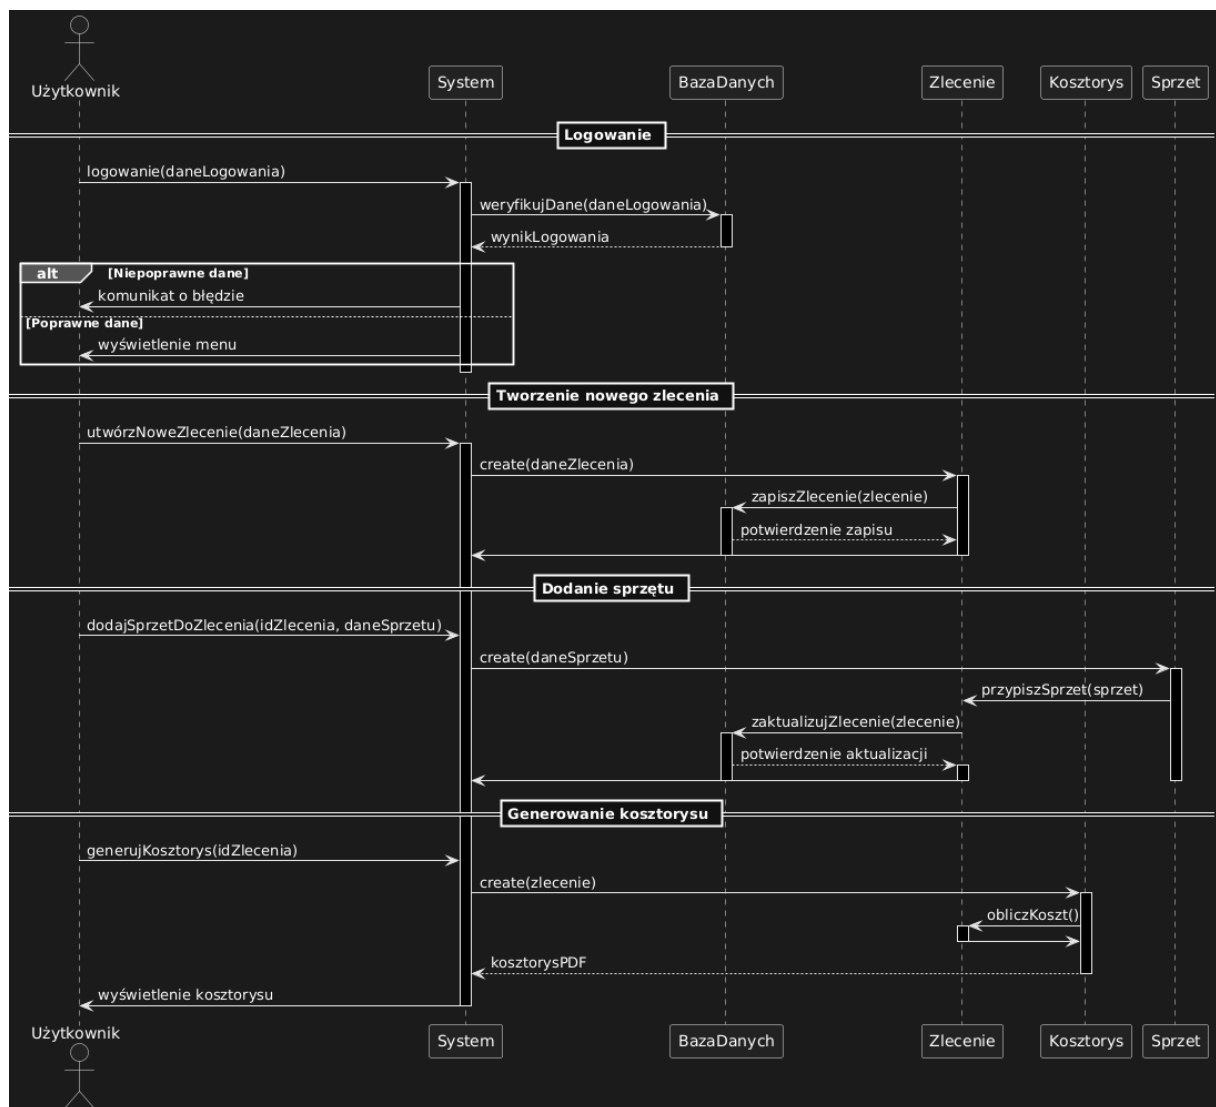 Użytkownik
System
BazaDanych
Zlecenie
Kosztorys
Sprzet
Logowanie
logowanie(daneLogowania)
weryfikujDane(daneLogowania)
wynikLogowania
alt
[Niepoprawne dane]
komunikat o błędzie
[Poprawne dane]
wyświetlenie menu
Tworzenie nowego zlecenia
utwórzNoweZlecenie(daneZlecenia)
create(daneZlecenia)
zapiszZlecenie(zlecenie)
potwierdzenie zapisu
Dodanie sprzętu
dodajSprzetDoZlecenia(idZlecenia, daneSprzetu)
create(daneSprzetu)
przypiszSprzet(sprzet)
zaktualizujZlecenie(zlecenie)
potwierdzenie aktualizacji
Generowanie kosztorysu
generujKosztorys(idZlecenia)
create(zlecenie)
obliczKoszt()
kosztorysPDF
wyświetlenie kosztorysu
Użytkownik
System
BazaDanych
Zlecenie
Kosztorys
Sprzet